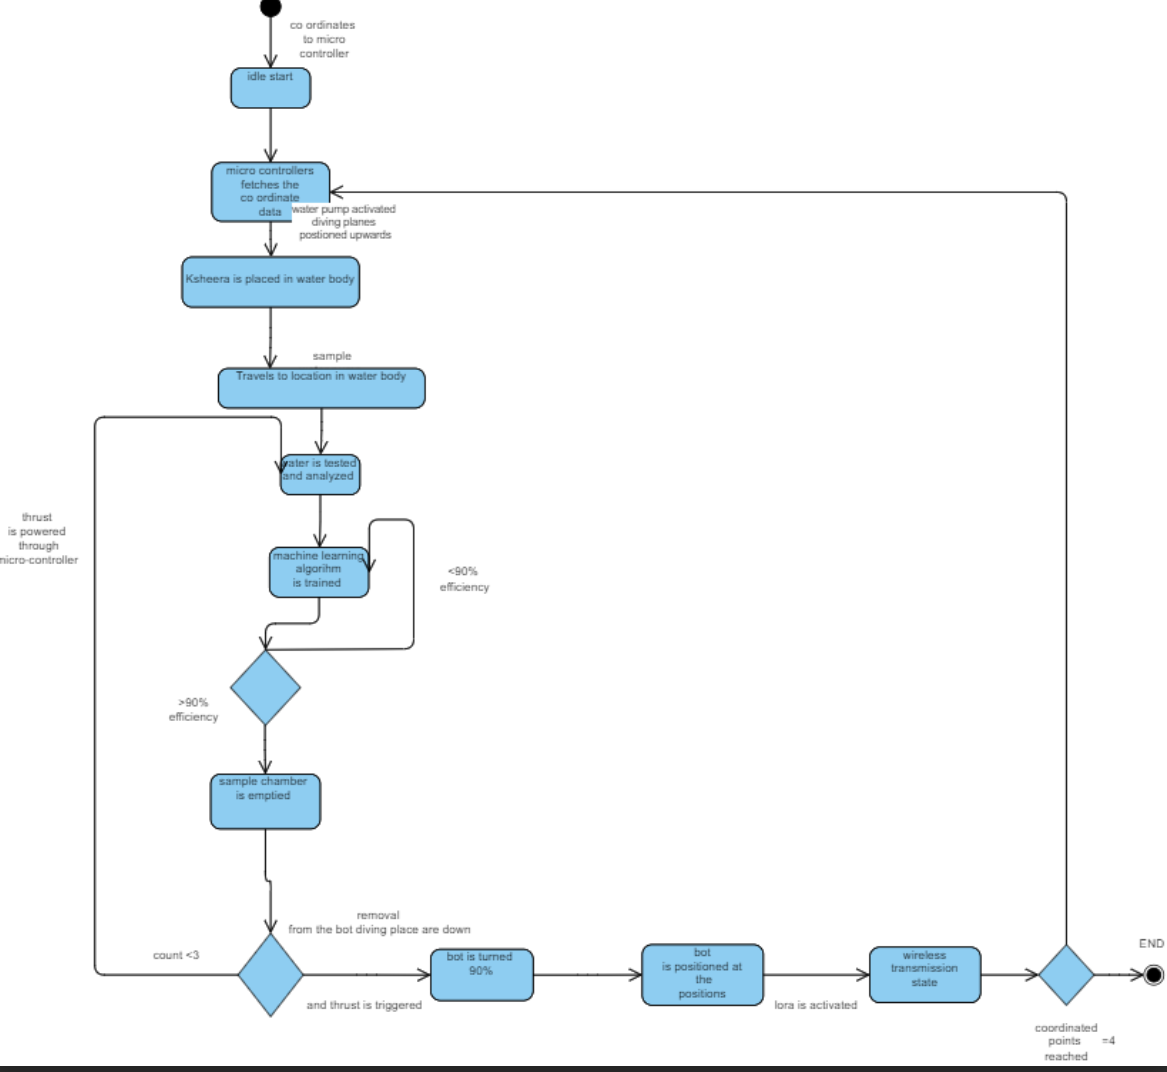 co ordinates
to micro
controller
idle start
micro controllers
fetches the
co ordinate
data
water pump activated
diving planes
postioned upwards
Ksheera is placed in water body
sample
Travels to location in water body
water is tested
and analyzed
thrust
is powered
through
micro-controller
machine learning
algorihm
is trained
<90%
efficiency
>90%
efficiency
sample chamber
is emptied
removal
from the bot diving place are down
count <3
bot is turned
90%
and thrust is triggered
bot
is positioned at
the
positions
lora is activated
wireless
transmission
state
END
coordinated
points =4
reached